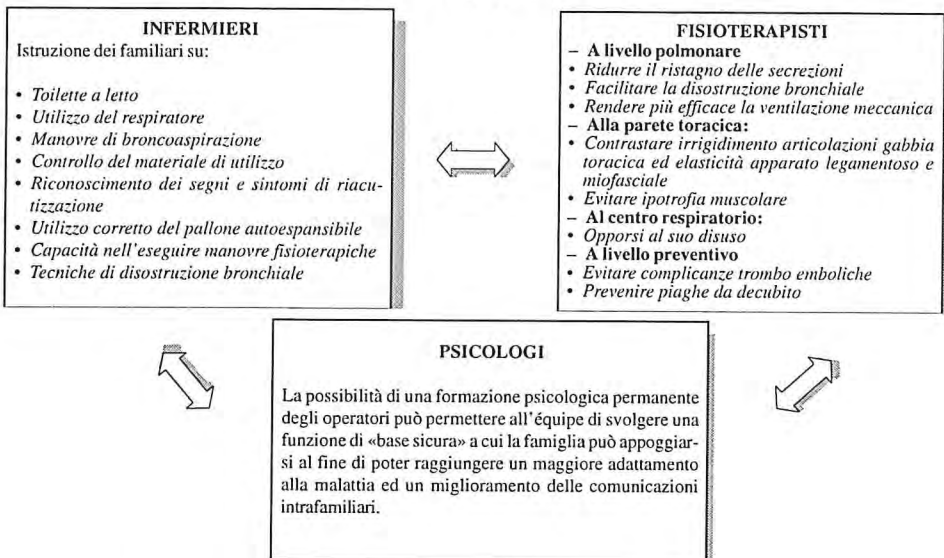 INFERMIERI
Istruzione dei familiari su:
• Toilette a letto
• Utilizzo del respiratore
• Manovre di broncoaspirazione
• Controllo del materiale di utilizzo
• Riconoscimento dei segni e sintomi di riacu-
tizzazione
• Utilizzo corretto del pallone autoespansibile
• Capacità nell'eseguire manovre fisioterapiche
• Tecniche di disostruzione bronchiale
FISIOTERAPISTI
– A livello polmonare
• Ridurre il ristagno delle secrezioni
• Facilitare la disostruzione bronchiale
• Rendere più efficace la ventilazione meccanica
– Alla parete toracica:
• Contrastare irrigidimento articolazioni gabbia
toracica ed elasticità apparato legamentoso e
miofasciale
• Evitare ipotrofia muscolare
– Al centro respiratorio:
• Opporsi al suo disuso
– A livello preventivo
• Evitare complicanze trombo emboliche
• Prevenire piaghe da decubito
PSICOLOGI
La possibilità di una formazione psicologica permanente
degli operatori può permettere all'équipe di svolgere una
funzione di «base sicura» a cui la famiglia può appoggiar-
si al fine di poter raggiungere un maggiore adattamento
alla malattia ed un miglioramento delle comunicazioni
intrafamiliari.